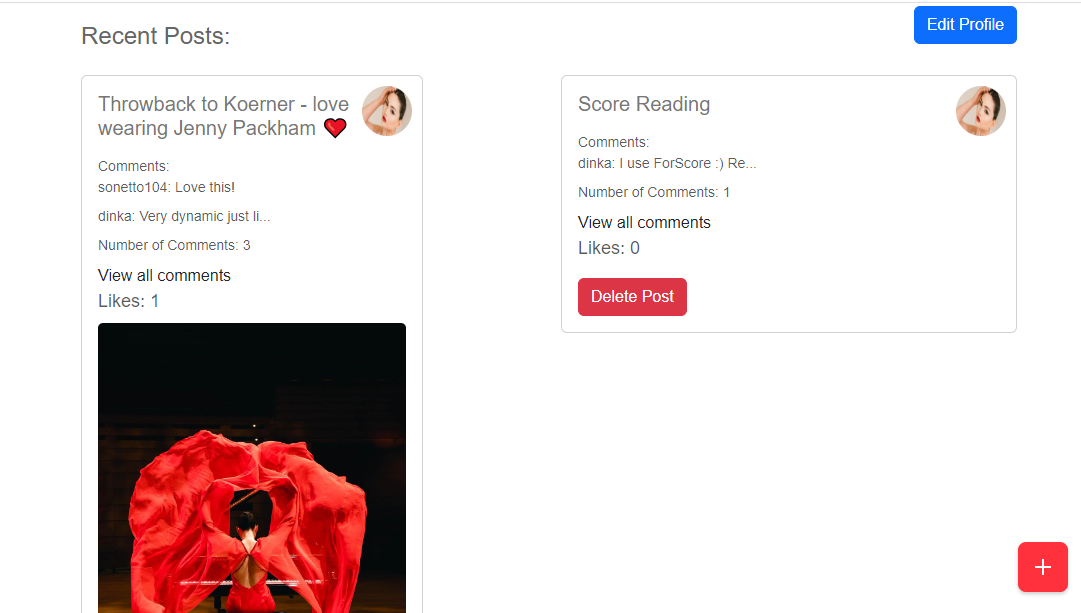 Recent Posts:
Edit Profile
Throwback to Koerner - love
wearing Jenny Packham ❤️
Comments:
sonetto104: Love this!
dinka: Very dynamic just li...
Number of Comments: 3
View all comments
Likes: 1
Score Reading
Comments:
dinka: I use ForScore :) Re...
Number of Comments: 1
View all comments
Likes: 0
Delete Post
+